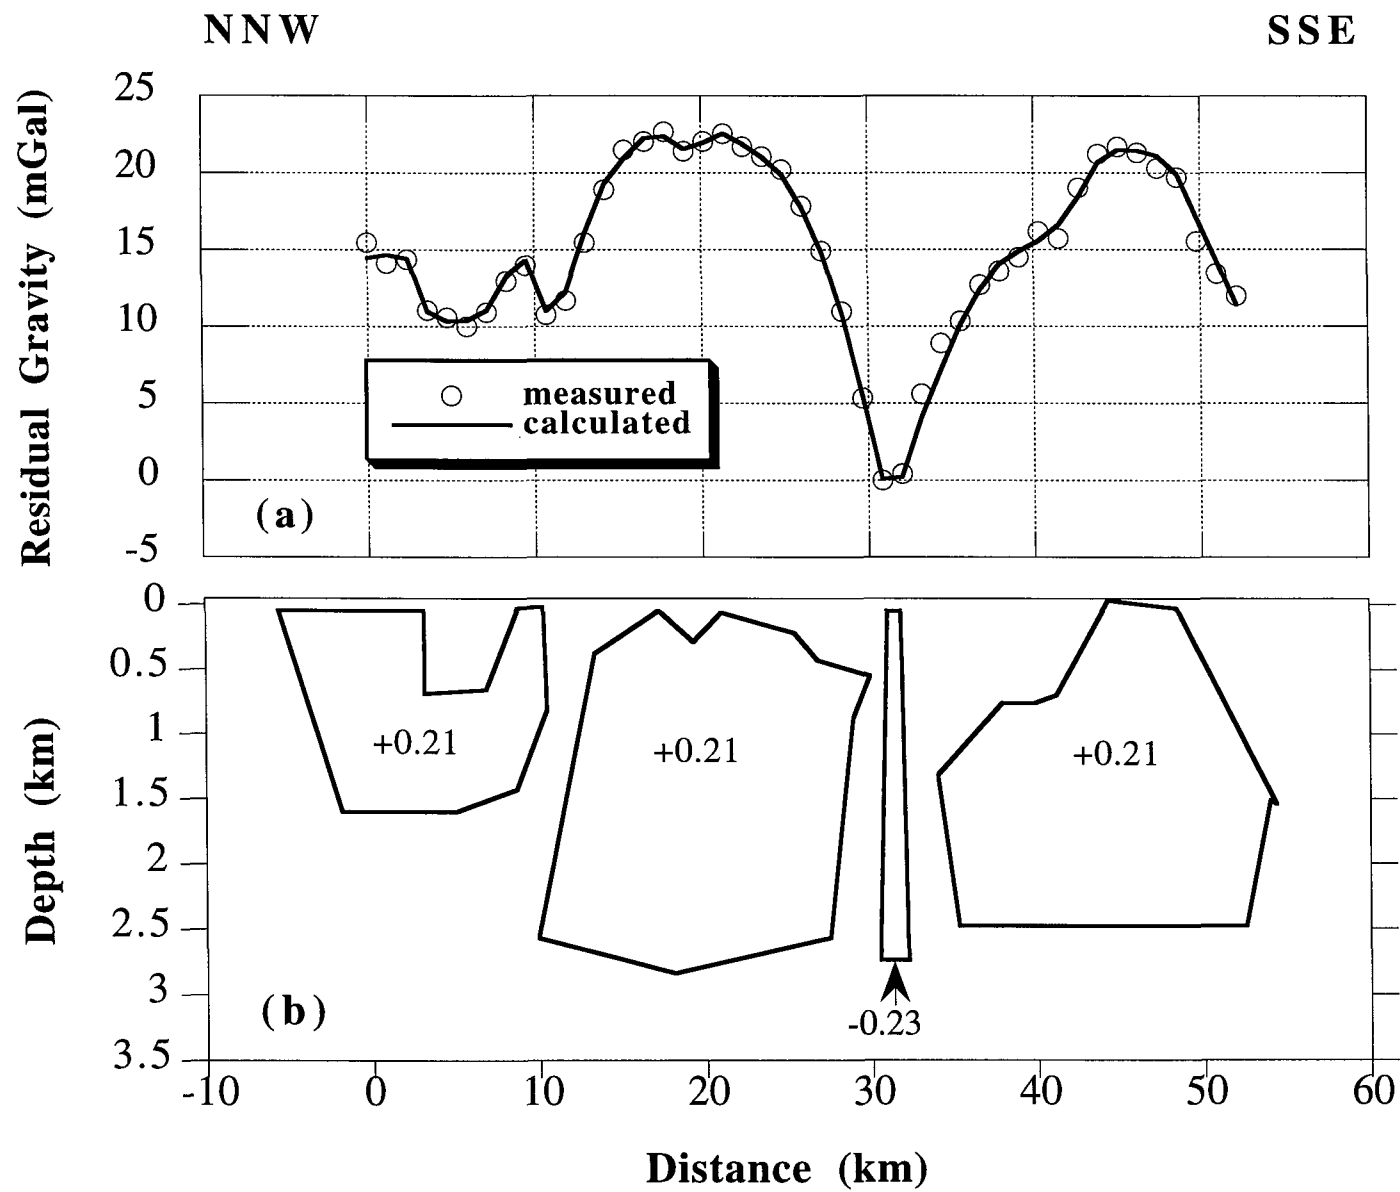 NNW SSE
Residual Gravity (mGal)
25
20
15
10
5
0
-5
measured
calculated
(a)
Depth (km)
0
0.5
1
1.5
2
2.5
3
3.5
+0.21
+0.21
+0.21
-0.23
(b)
-10 0 10 20 30 40 50 60
Distance (km)